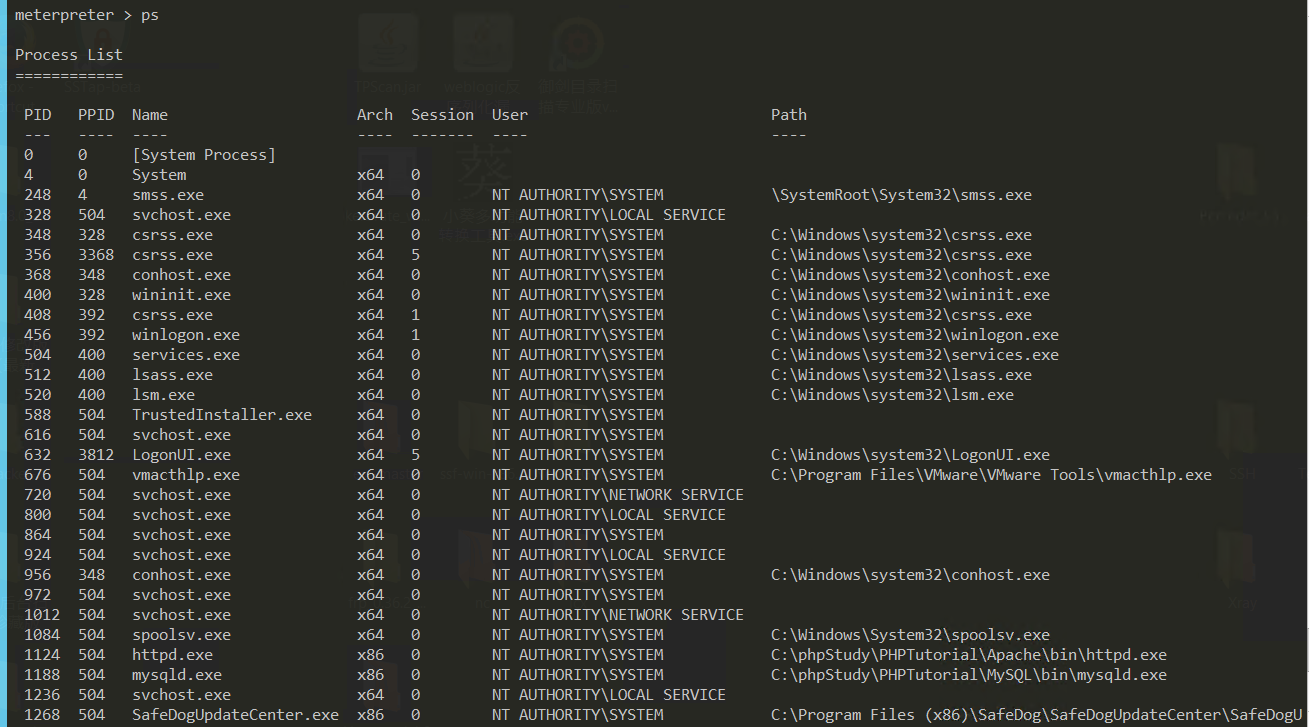 meterpreter > ps
Process List
============
PID PPID Name Arch Session User Path
--- ---- ---- ---- ------- ---- ----
0 0 [System Process]
4 0 System x64 0
248 4 smss.exe x64 0 NT AUTHORITY\SYSTEM \SystemRoot\System32\smss.exe
328 504 svchost.exe x64 0 NT AUTHORITY\LOCAL SERVICE
348 328 csrss.exe x64 0 NT AUTHORITY\SYSTEM C:\Windows\system32\csrss.exe
356 3368 csrss.exe x64 5 NT AUTHORITY\SYSTEM C:\Windows\system32\csrss.exe
368 348 conhost.exe x64 0 NT AUTHORITY\SYSTEM C:\Windows\system32\conhost.exe
400 328 wininit.exe x64 0 NT AUTHORITY\SYSTEM C:\Windows\system32\wininit.exe
408 392 csrss.exe x64 1 NT AUTHORITY\SYSTEM C:\Windows\system32\csrss.exe
456 392 winlogon.exe x64 1 NT AUTHORITY\SYSTEM C:\Windows\system32\winlogon.exe
504 400 services.exe x64 0 NT AUTHORITY\SYSTEM C:\Windows\system32\services.exe
512 400 lsass.exe x64 0 NT AUTHORITY\SYSTEM C:\Windows\system32\lsass.exe
520 400 lsm.exe x64 0 NT AUTHORITY\SYSTEM C:\Windows\system32\lsm.exe
588 504 TrustedInstaller.exe x64 0 NT AUTHORITY\SYSTEM
616 504 svchost.exe x64 0 NT AUTHORITY\SYSTEM
632 3812 LogonUI.exe x64 5 NT AUTHORITY\SYSTEM C:\Windows\system32\LogonUI.exe
676 504 vmacthlp.exe x64 0 NT AUTHORITY\SYSTEM C:\Program Files\VMware\VMware Tools\vmacthlp.exe
720 504 svchost.exe x64 0 NT AUTHORITY\NETWORK SERVICE
800 504 svchost.exe x64 0 NT AUTHORITY\LOCAL SERVICE
864 504 svchost.exe x64 0 NT AUTHORITY\SYSTEM
924 504 svchost.exe x64 0 NT AUTHORITY\LOCAL SERVICE
956 348 conhost.exe x64 0 NT AUTHORITY\SYSTEM C:\Windows\system32\conhost.exe
972 504 svchost.exe x64 0 NT AUTHORITY\SYSTEM
1012 504 svchost.exe x64 0 NT AUTHORITY\NETWORK SERVICE
1084 504 spoolsv.exe x64 0 NT AUTHORITY\SYSTEM C:\Windows\System32\spoolsv.exe
1124 504 httpd.exe x86 0 NT AUTHORITY\SYSTEM C:\phpStudy\PHPTutorial\Apache\bin\httpd.exe
1188 504 mysqld.exe x86 0 NT AUTHORITY\SYSTEM C:\phpStudy\PHPTutorial\MySQL\bin\mysqld.exe
1236 504 svchost.exe x64 0 NT AUTHORITY\LOCAL SERVICE
1268 504 SafeDogUpdateCenter.exe x86 0 NT AUTHORITY\SYSTEM C:\Program Files (x86)\SafeDog\SafeDogUpdateCenter\SafeDogU